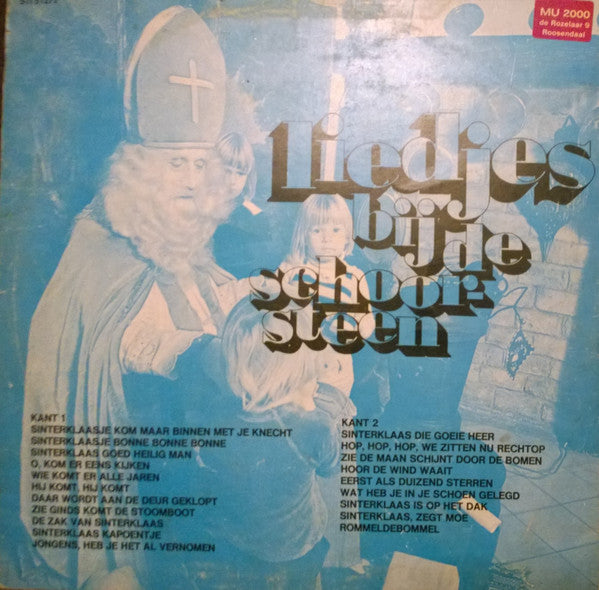 MU 2000
de Rozelaar 9
Roosendaal
Liedjes
bij de
schoor-
steen
KANT 1
SINTERKLAASJE KOM MAAR BINNEN MET JE KNECHT
SINTERKLAASJE BONNE BONNE BONNE
SINTERKLAAS GOED HEILIG MAN
O, KOM ER EENS KIJKEN
WIE KOMT ER ALLE JAREN
HIJ KOMT, HIJ KOMT
DAAR WORDT AAN DE DEUR GEKLOPT
ZIE GINDS KOMT DE STOOMBOOT
DE ZAK VAN SINTERKLAAS
SINTERKLAAS KAPOENTJE
JONGENS, HEB JE HET AL VERNOMEN
KANT 2
SINTERKLAAS DIE GOEIE HEER
HOP, HOP, HOP, WE ZITTEN NU RECHTOP
ZIE DE MAAN SCHIJNT DOOR DE BOMEN
HOOR DE WIND WAAIT
EERST ALS DUIZEND STERREN
WAT HEB JE IN JE SCHOEN GELEGD
SINTERKLAAS IS OP HET DAK
SINTERKLAAS, ZEGT MOE
ROMMELDEBOMMEL